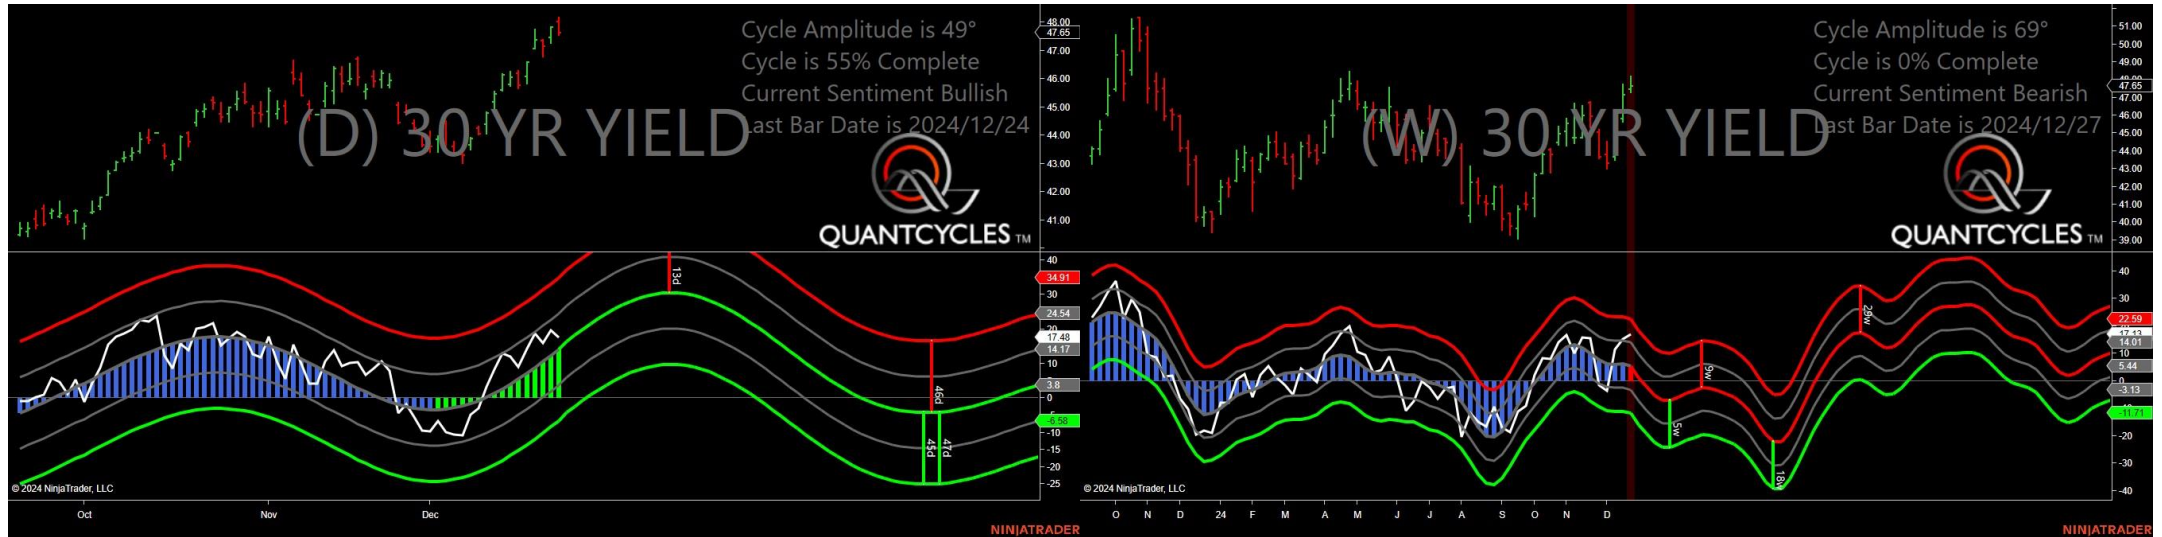 Cycle Amplitude is 49°
Cycle is 55% Complete
Current Sentiment Bullish
Last Bar Date is 2024/12/24
(D) 30 YR YIELD
QUANTCYCLES TM
48.00
47.65
47.00
46.00
45.00
44.00
43.00
42.00
41.00
40
34.91
30
24.54
20
17.48
14.17
10
3.8
0
-6.58
-10
-15
-20
-25
13d
46d
45d
47d
© 2024 NinjaTrader, LLC
Oct
Nov
Dec
NINJATRADER
Cycle Amplitude is 69°
Cycle is 0% Complete
Current Sentiment Bearish
Last Bar Date is 2024/12/27
(W) 30 YR YIELD
QUANTCYCLES TM
51.00
50.00
49.00
48.00
47.65
47.00
46.00
45.00
44.00
43.00
42.00
41.00
40.00
39.00
40
30
22.59
17.13
14.01
10
5.44
0
-3.13
-11.71
-20
-30
-40
5w
9w
18w
29w
© 2024 NinjaTrader, LLC
O N D 24 F M A M J J A S O N D
NINJATRADER